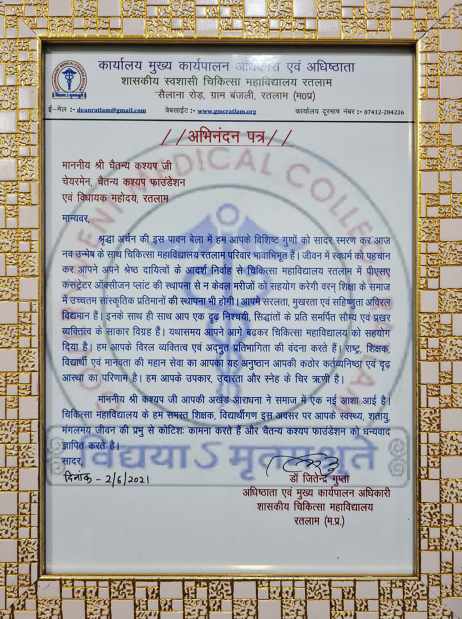 कार्यालय मुख्य कार्यपालन अधिकारी एवं अधिष्ठाता
शासकीय स्वशासी चिकित्सा महाविद्यालय रतलाम
सैलाना रोड, ग्राम बंजली, रतलाम (म0प्र)
ई-मेल :- deanratlam@gmail.com वेबसाईट :- www.gmcratlam.org कार्यालय दूरभाष नंबर :- 07412-284226
//अभिनंदन पत्र//
माननीय श्री चैतन्य कश्यप जी
चेयरमेन, चैतन्य कश्यप फाउंडेशन
एवं विधायक महोदय, रतलाम
मान्यवर,
श्रृद्धा अर्चन की इस पावन बेला में हम आपके विशिष्ट गुणों को सादर स्मरण कर आज
नव उन्मेष के साथ चिकित्सा महाविद्यालय रतलाम परिवार भावाभिभूत हैं। जीवन में स्वयं को पहचान
कर आपने अपने श्रेष्ठ दायित्वों के आदर्श निर्वाह से चिकित्सा महाविद्यालय रतलाम में पीएसए
कंसट्रेटर ऑक्सीजन प्लांट की स्थापना से न केवल मरीजों को सहयोग करेगी वरन् शिक्षा के समाज
में उच्चतम सांस्कृतिक प्रतिमानों की स्थापना भी होगी। आपमे सरलता, मुखरता एवं सहिष्णुता अविरल
विद्यमान हैं। इनके साथ ही साथ आप एक दृढ़ निश्चयी, सिद्धांतों के प्रति समर्पित सौम्य एवं प्रखर
व्यक्तित्व के साकार विग्रह है। यथासमय आपने आगे बढकर चिकित्सा महाविद्यालय को सहयोग
दिया है। हम आपके विरल व्यक्तित्व एवं अद्भुत प्रतिभागिता की वंदना करते हैं। राष्ट्र, शिक्षक,
विद्यार्थी एवं मानवता की महान सेवा का आपका यह अनुष्ठान आपकी कठोर कर्तव्यनिष्ठा एवं दृढ़
आस्था का परिणाम है। हम आपके उपकार, उदारता और स्नेह के चिर ऋणी है।
माननीय श्री कश्यप जी आपकी अखंड आराधना ने समाज में एक नई आशा आई है।
चिकित्सा महाविद्यालय के हम समस्त शिक्षक, विद्यार्थीगण इस अवसर पर आपके स्वस्थ्य, शतायु,
मंगलमय जीवन की प्रभु से कोटिशः कामना करते हैं और चैतन्य कश्यप फाउंडेशन को धन्यवाद
ज्ञापित करते है।
सादर,
दिनांक - 2/6/2021
डॉ जितेन्द्र गुप्ता
अधिष्ठाता एवं मुख्य कार्यपालन अधिकारी
शासकीय चिकित्सा महाविद्यालय
रतलाम (म.प्र.)